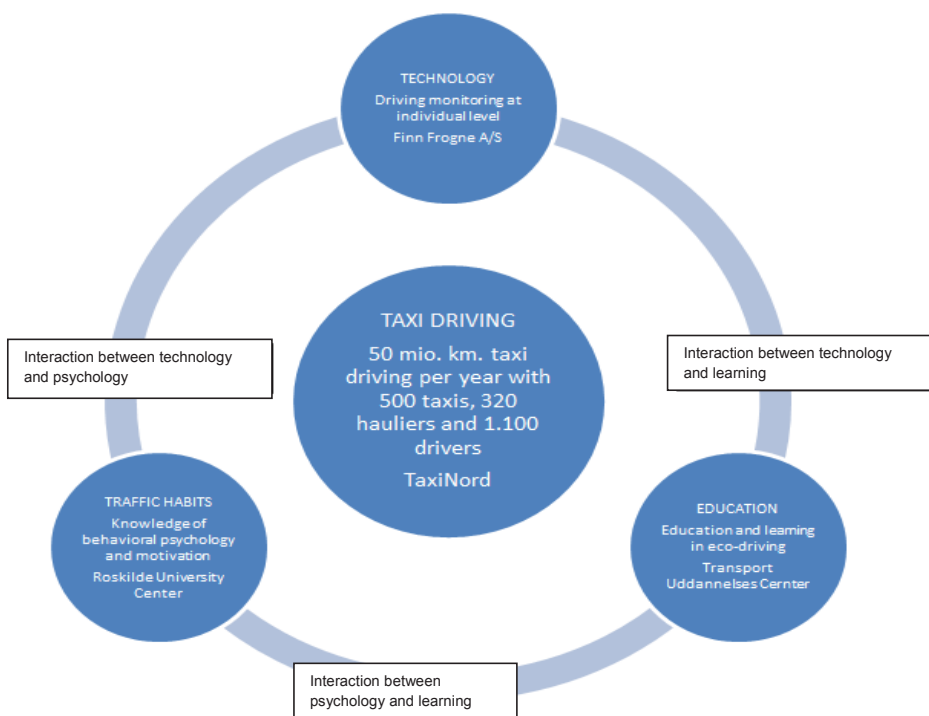 TECHNOLOGY
Driving monitoring at
individual level
Finn Frogne A/S
TAXI DRIVING
50 mio. km. taxi
driving per year with
500 taxis, 320
hauliers and 1.100
drivers
TaxiNord
Interaction between technology
and psychology
Interaction between technology
and learning
TRAFFIC HABITS
Knowledge of
behavioral psychology
and motivation
Roskilde University
Center
EDUCATION
Education and learning
in eco-driving
Transport
Uddannelses Cernter
Interaction between
psychology and learning